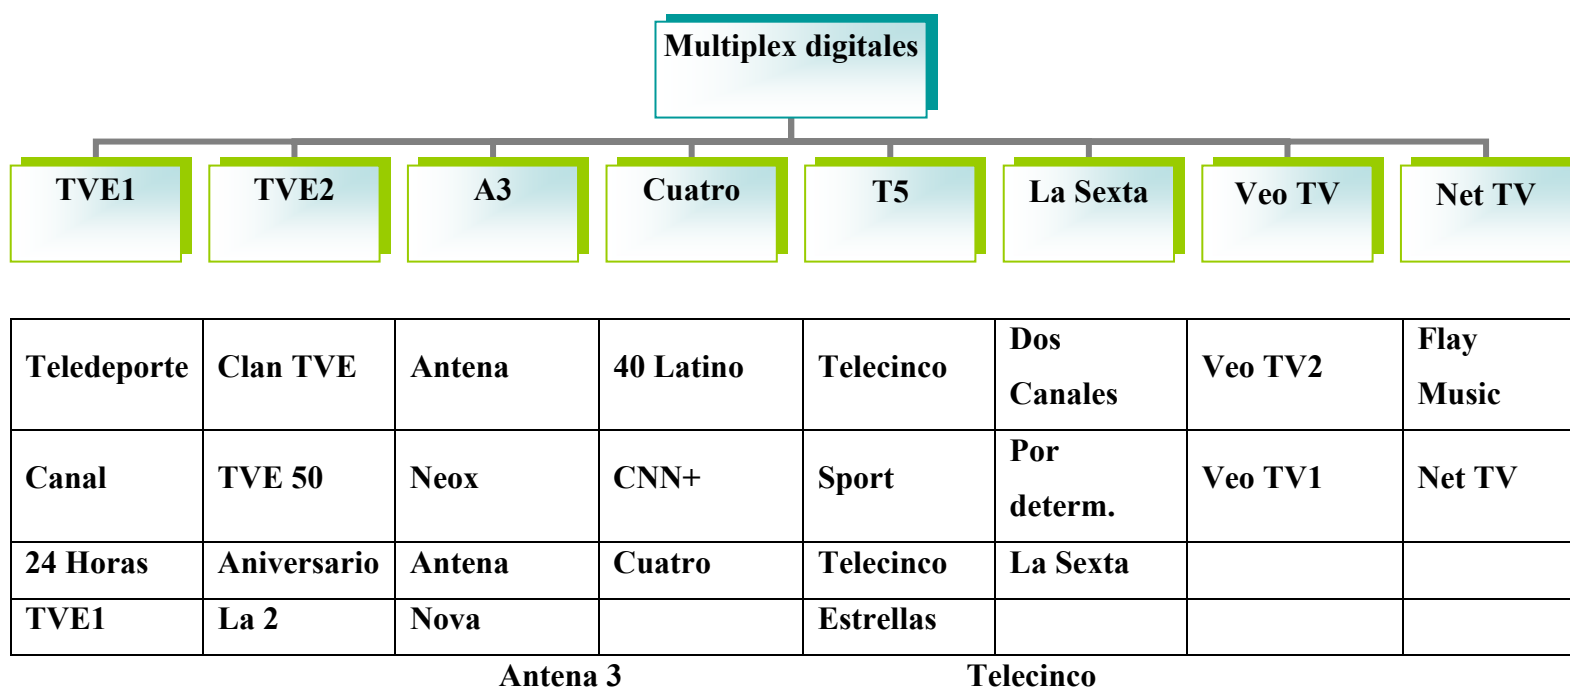 Multiplex digitales
TVE1 TVE2 A3 Cuatro T5 La Sexta Veo TV Net TV
Teledeporte Clan TVE Antena 40 Latino Telecinco Dos Canales Veo TV2 Flay Music
Canal TVE 50 Neox CNN+ Sport Por determ. Veo TV1 Net TV
24 Horas Aniversario Antena Cuatro Telecinco La Sexta
TVE1 La 2 Nova Estrellas
Antena 3 Telecinco